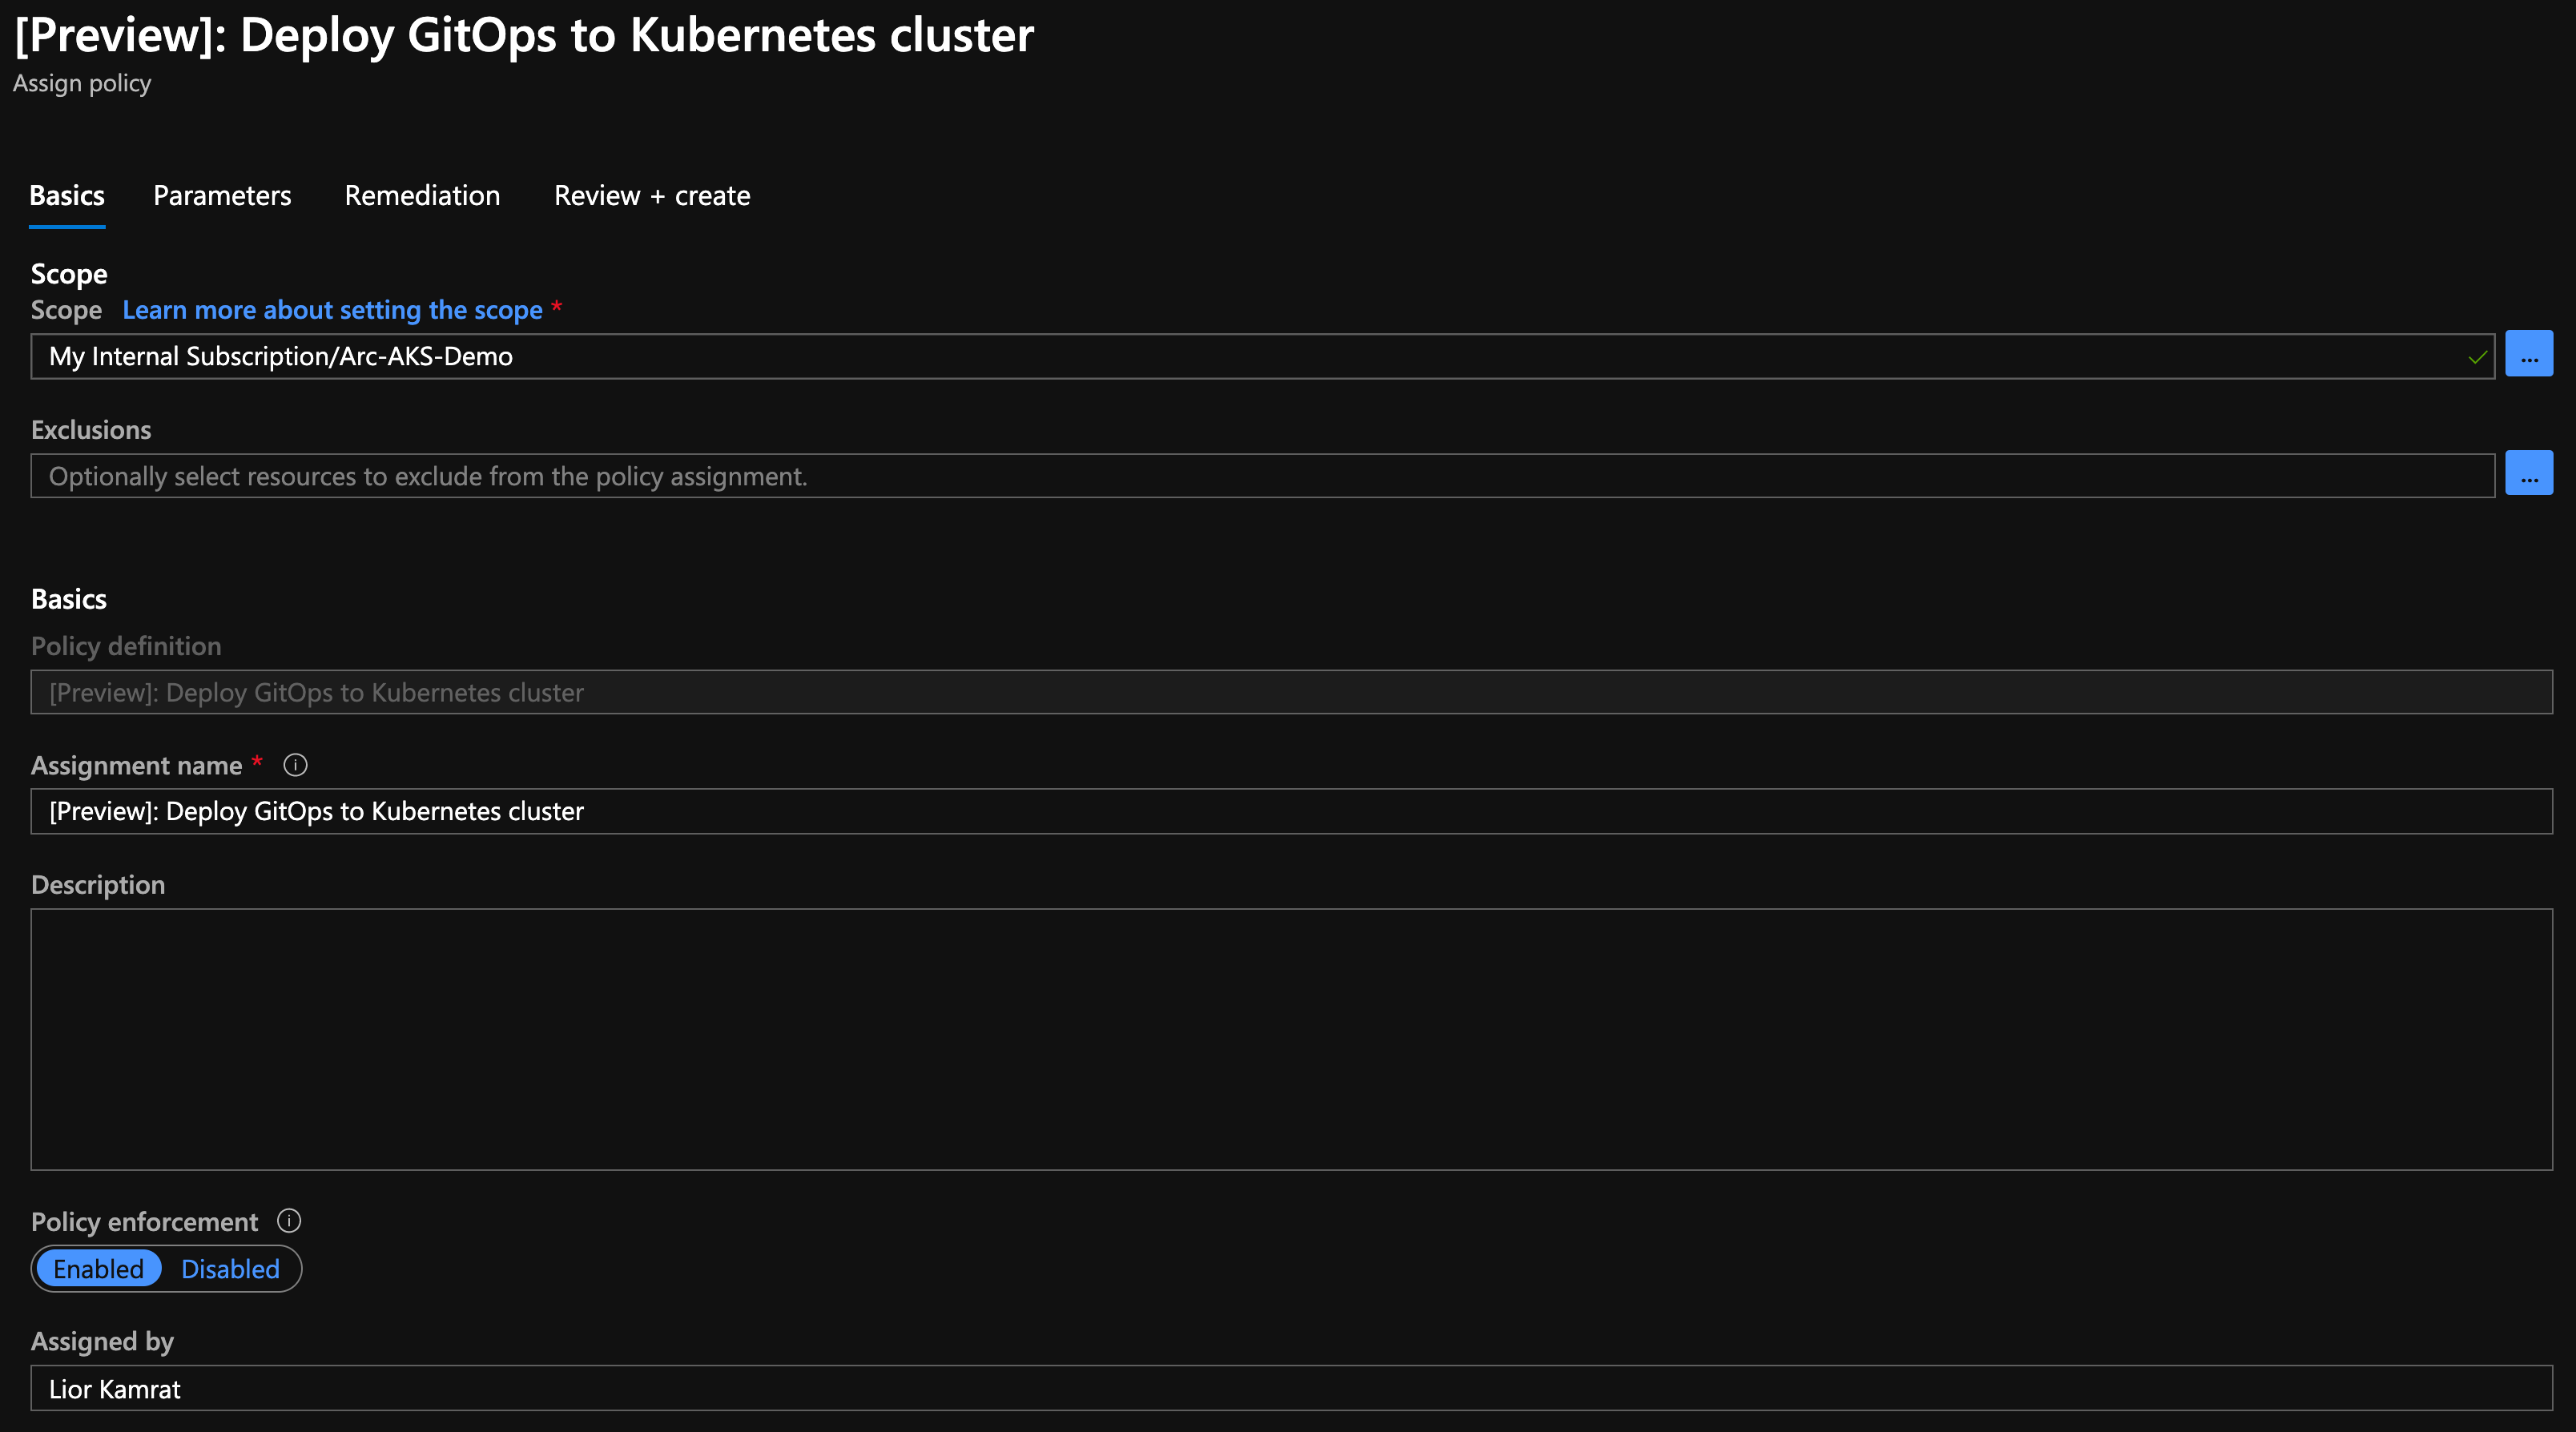 [Preview]: Deploy GitOps to Kubernetes cluster
Assign policy
Basics Parameters Remediation Review + create
Scope
Scope Learn more about setting the scope *
My Internal Subscription/Arc-AKS-Demo ...
Exclusions
Optionally select resources to exclude from the policy assignment. ...
Basics
Policy definition
[Preview]: Deploy GitOps to Kubernetes cluster
Assignment name *
[Preview]: Deploy GitOps to Kubernetes cluster
Description
Policy enforcement
Enabled Disabled
Assigned by
Lior Kamrat